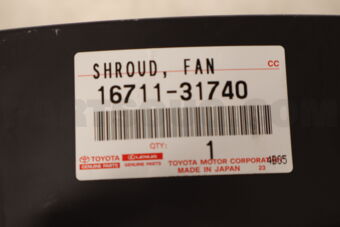 SHROUD, FAN
CC
16711-31740
QTY:
1
TOYOTA
GENUINE PARTS
LEXUS
GENUINE PARTS
TOYOTA MOTOR CORPORATION
MADE IN JAPAN 23
4B65